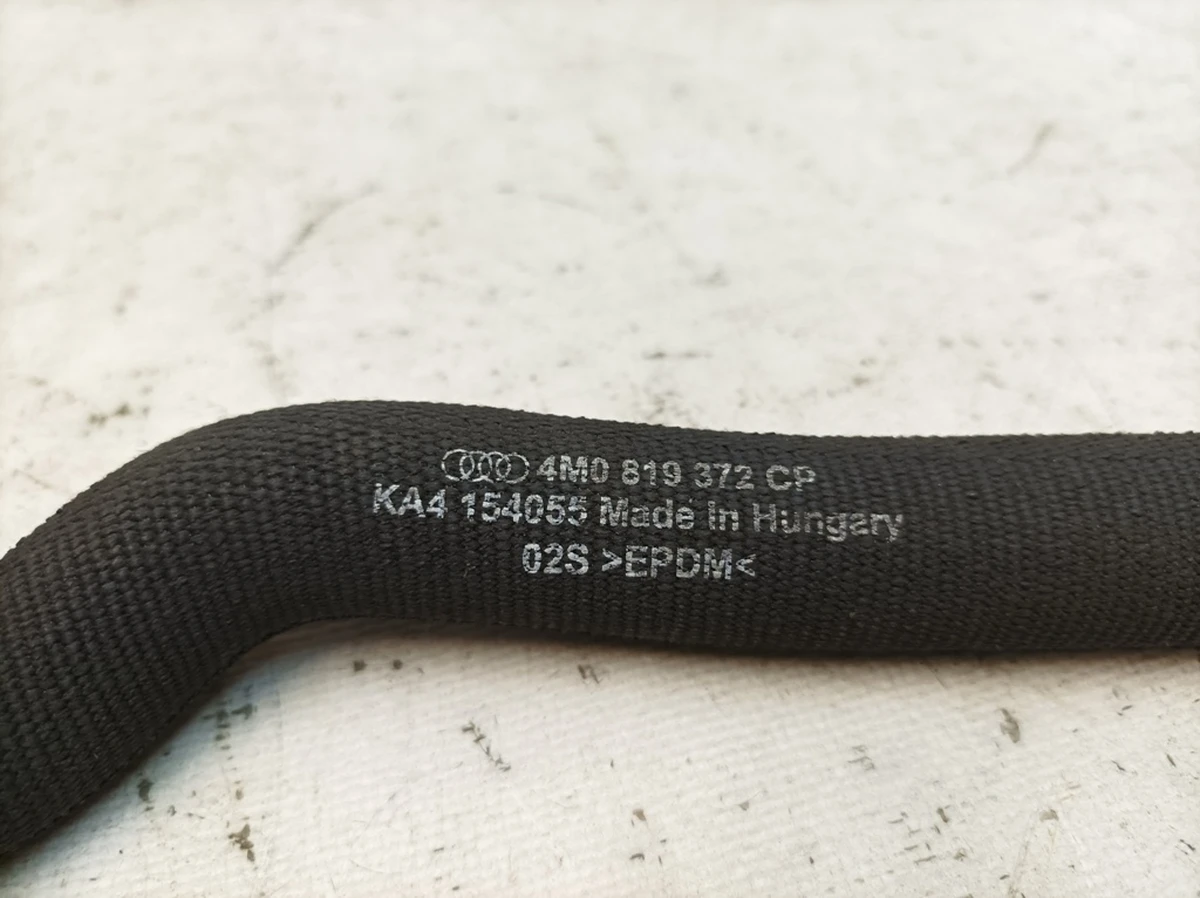 4M0 819 372 CP
KA4 154055 Made in Hungary
02S >EPDM<